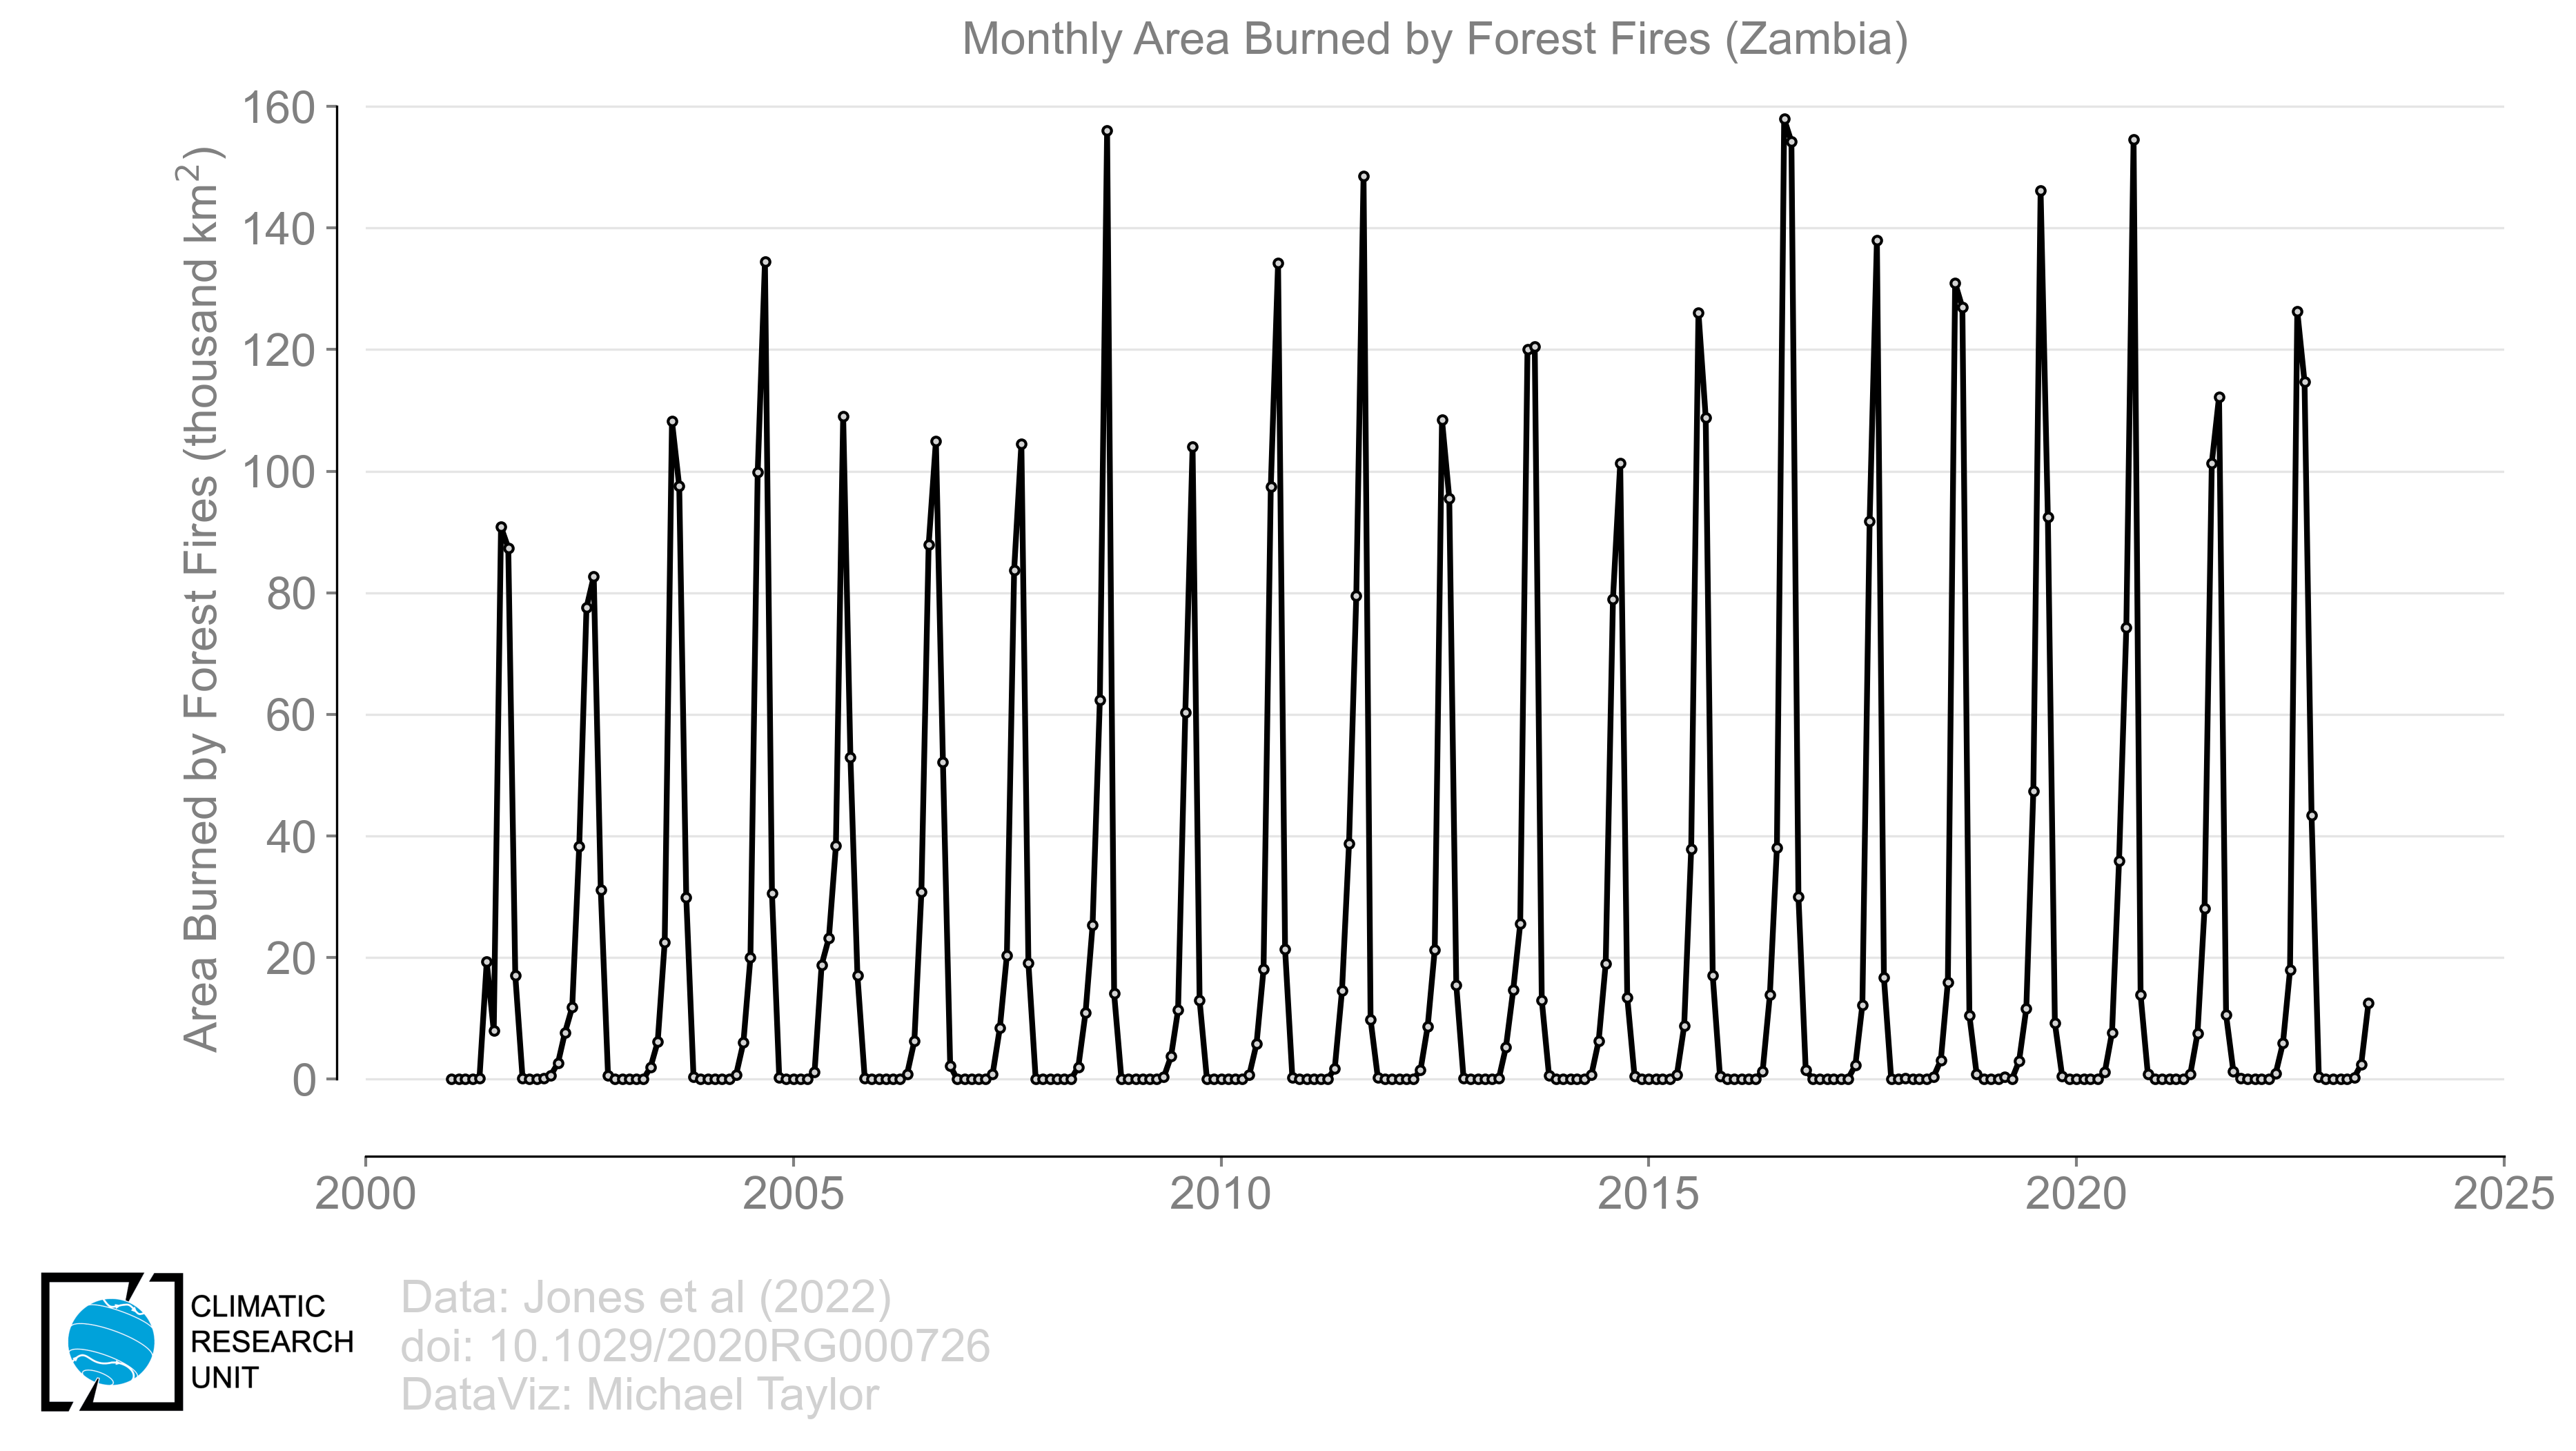 Monthly Area Burned by Forest Fires (Zambia)
Area Burned by Forest Fires (thousand km²)
160
140
120
100
80
60
40
20
0
2000 2005 2010 2015 2020 2025
CLIMATIC
RESEARCH
UNIT
Data: Jones et al (2022)
doi: 10.1029/2020RG000726
DataViz: Michael Taylor